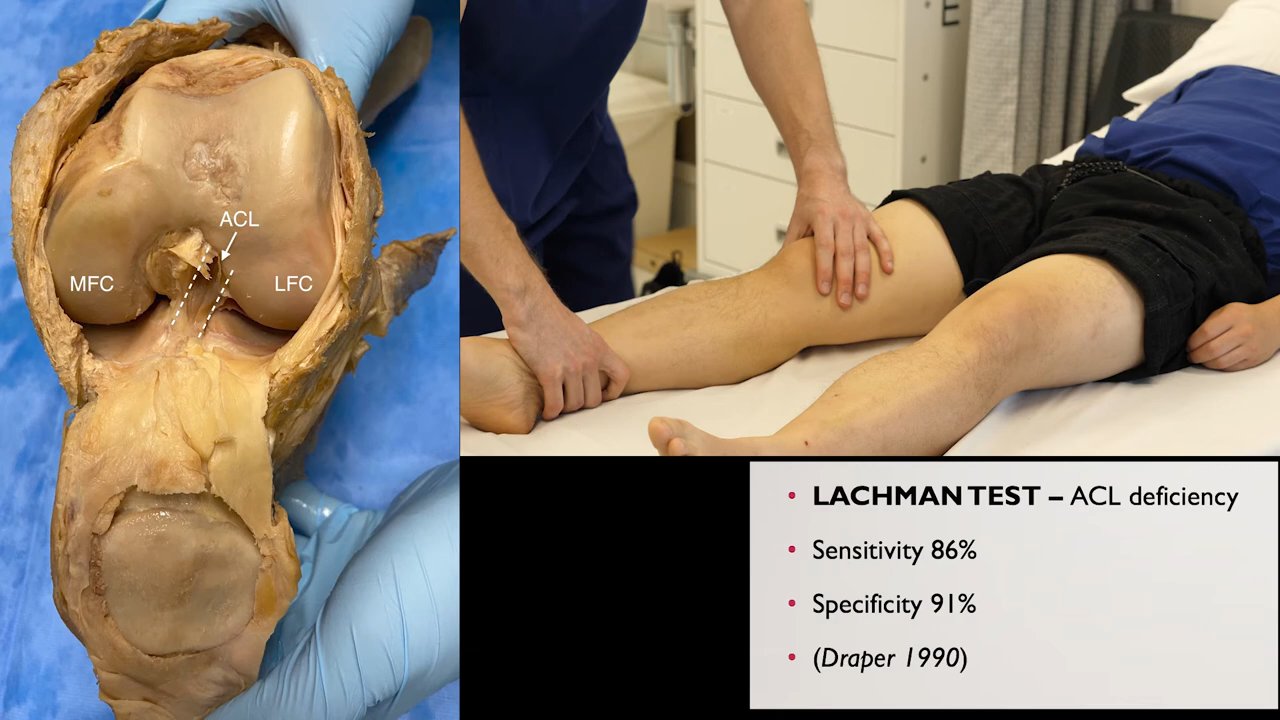 ACL
MFC
LFC
E
• LACHMAN TEST – ACL deficiency
• Sensitivity 86%
• Specificity 91%
• (Draper 1990)